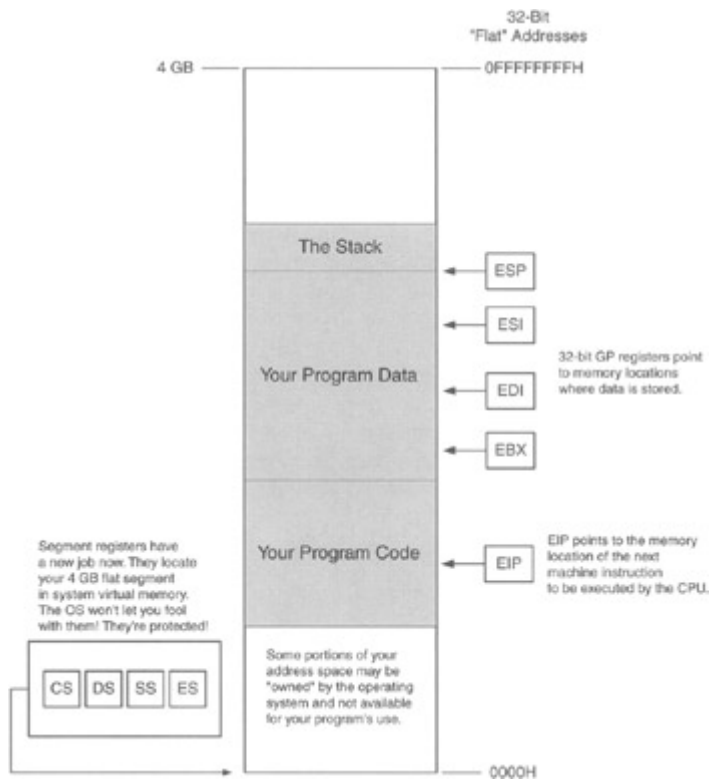 32-Bit
"Flat" Addresses
4 GB
0FFFFFFFFH
The Stack
ESP
ESI
Your Program Data
32-bit GP registers point
to memory locations
where data is stored.
EDI
EBX
Your Program Code
EIP
EIP points to the memory
location of the next
machine instruction
to be executed by the CPU.
Segment registers have
a new job now. They locate
your 4 GB flat segment
in system virtual memory.
The OS won't let you fool
with them! They're protected!
CS DS SS ES
Some portions of your
address space may be
"owned" by the operating
system and not available
for your program's use.
0000H